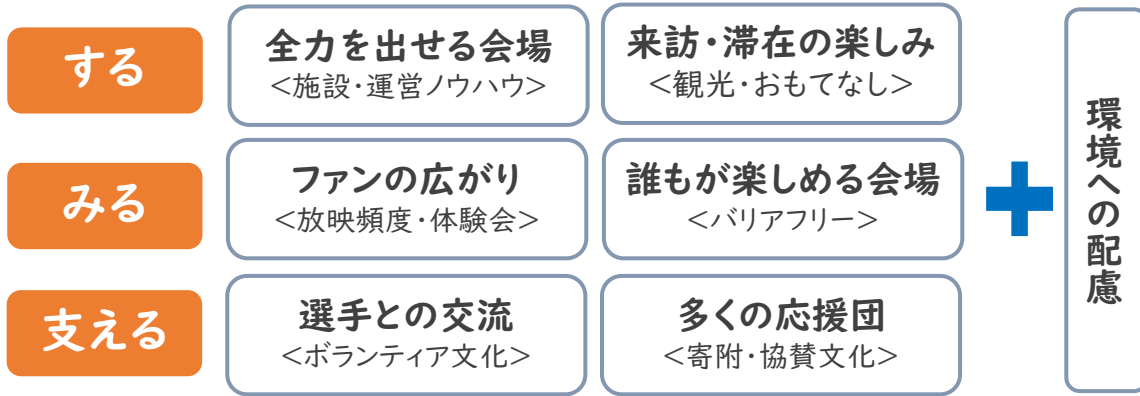 する
全力を出せる会場
<施設・運営ノウハウ>
来訪・滞在の楽しみ
<観光・おもてなし>
みる
ファンの広がり
<放映頻度・体験会>
誰もが楽しめる会場
<バリアフリー>
支える
選手との交流
<ボランティア文化>
多くの応援団
<寄附・協賛文化>
環境への配慮